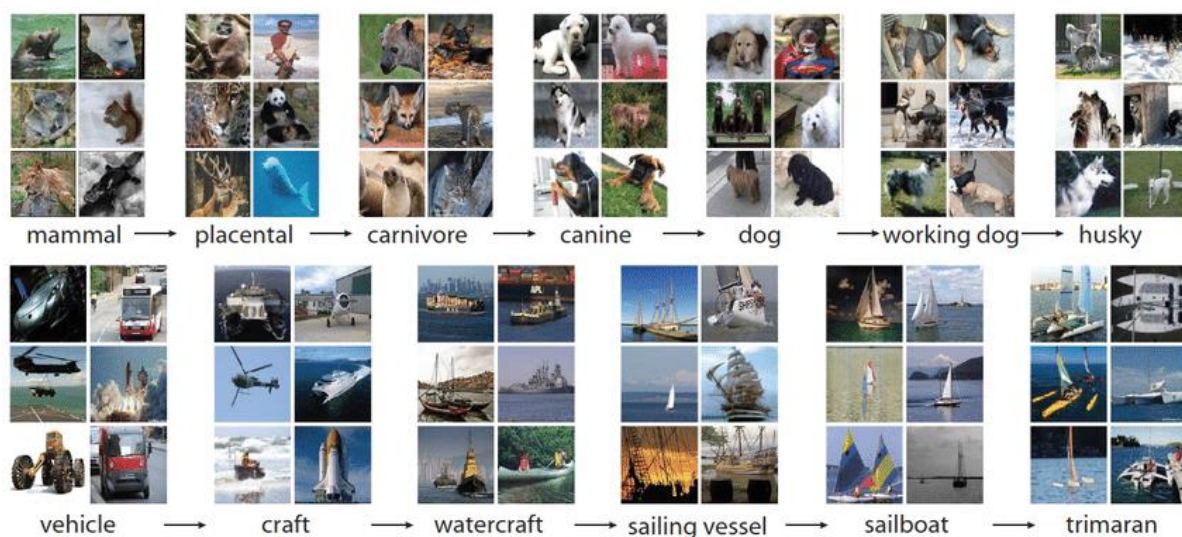 mammal → placental → carnivore → canine → dog → working dog → husky
vehicle → craft → watercraft → sailing vessel → sailboat → trimaran